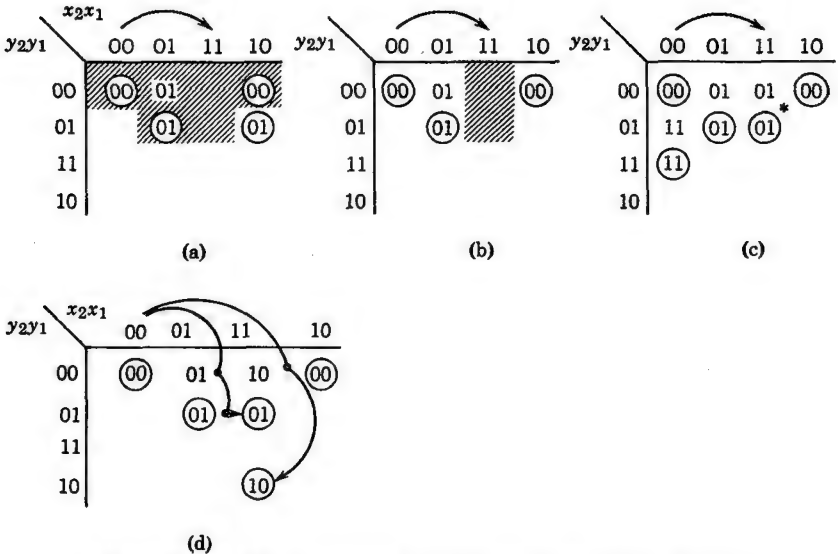 x₂x₁
y₂y₁ 00 01 11 10
00 00 01 00
01 01 01
11
10
(a)
00 01 11 10
00 00 01 00
01 01
11
10
(b)
y₂y₁ 00 01 11 10
00 00 01 01 00
01 11 01 01*
11 11
10
(c)
x₂x₁
y₂y₁ 00 01 11 10
00 00 01 10 00
01 01 01
11
10 10
(d)